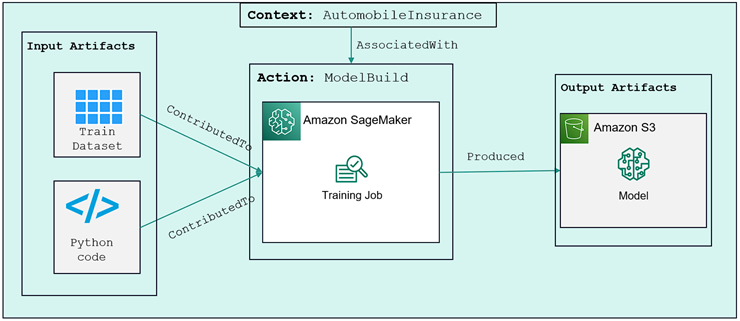 Context: AutomobileInsurance
AssociatedWith
Input Artifacts
Train
Dataset
Python
code
ContributedTo
ContributedTo
Action: ModelBuild
Amazon SageMaker
Training Job
Produced
Output Artifacts
Amazon S3
Model